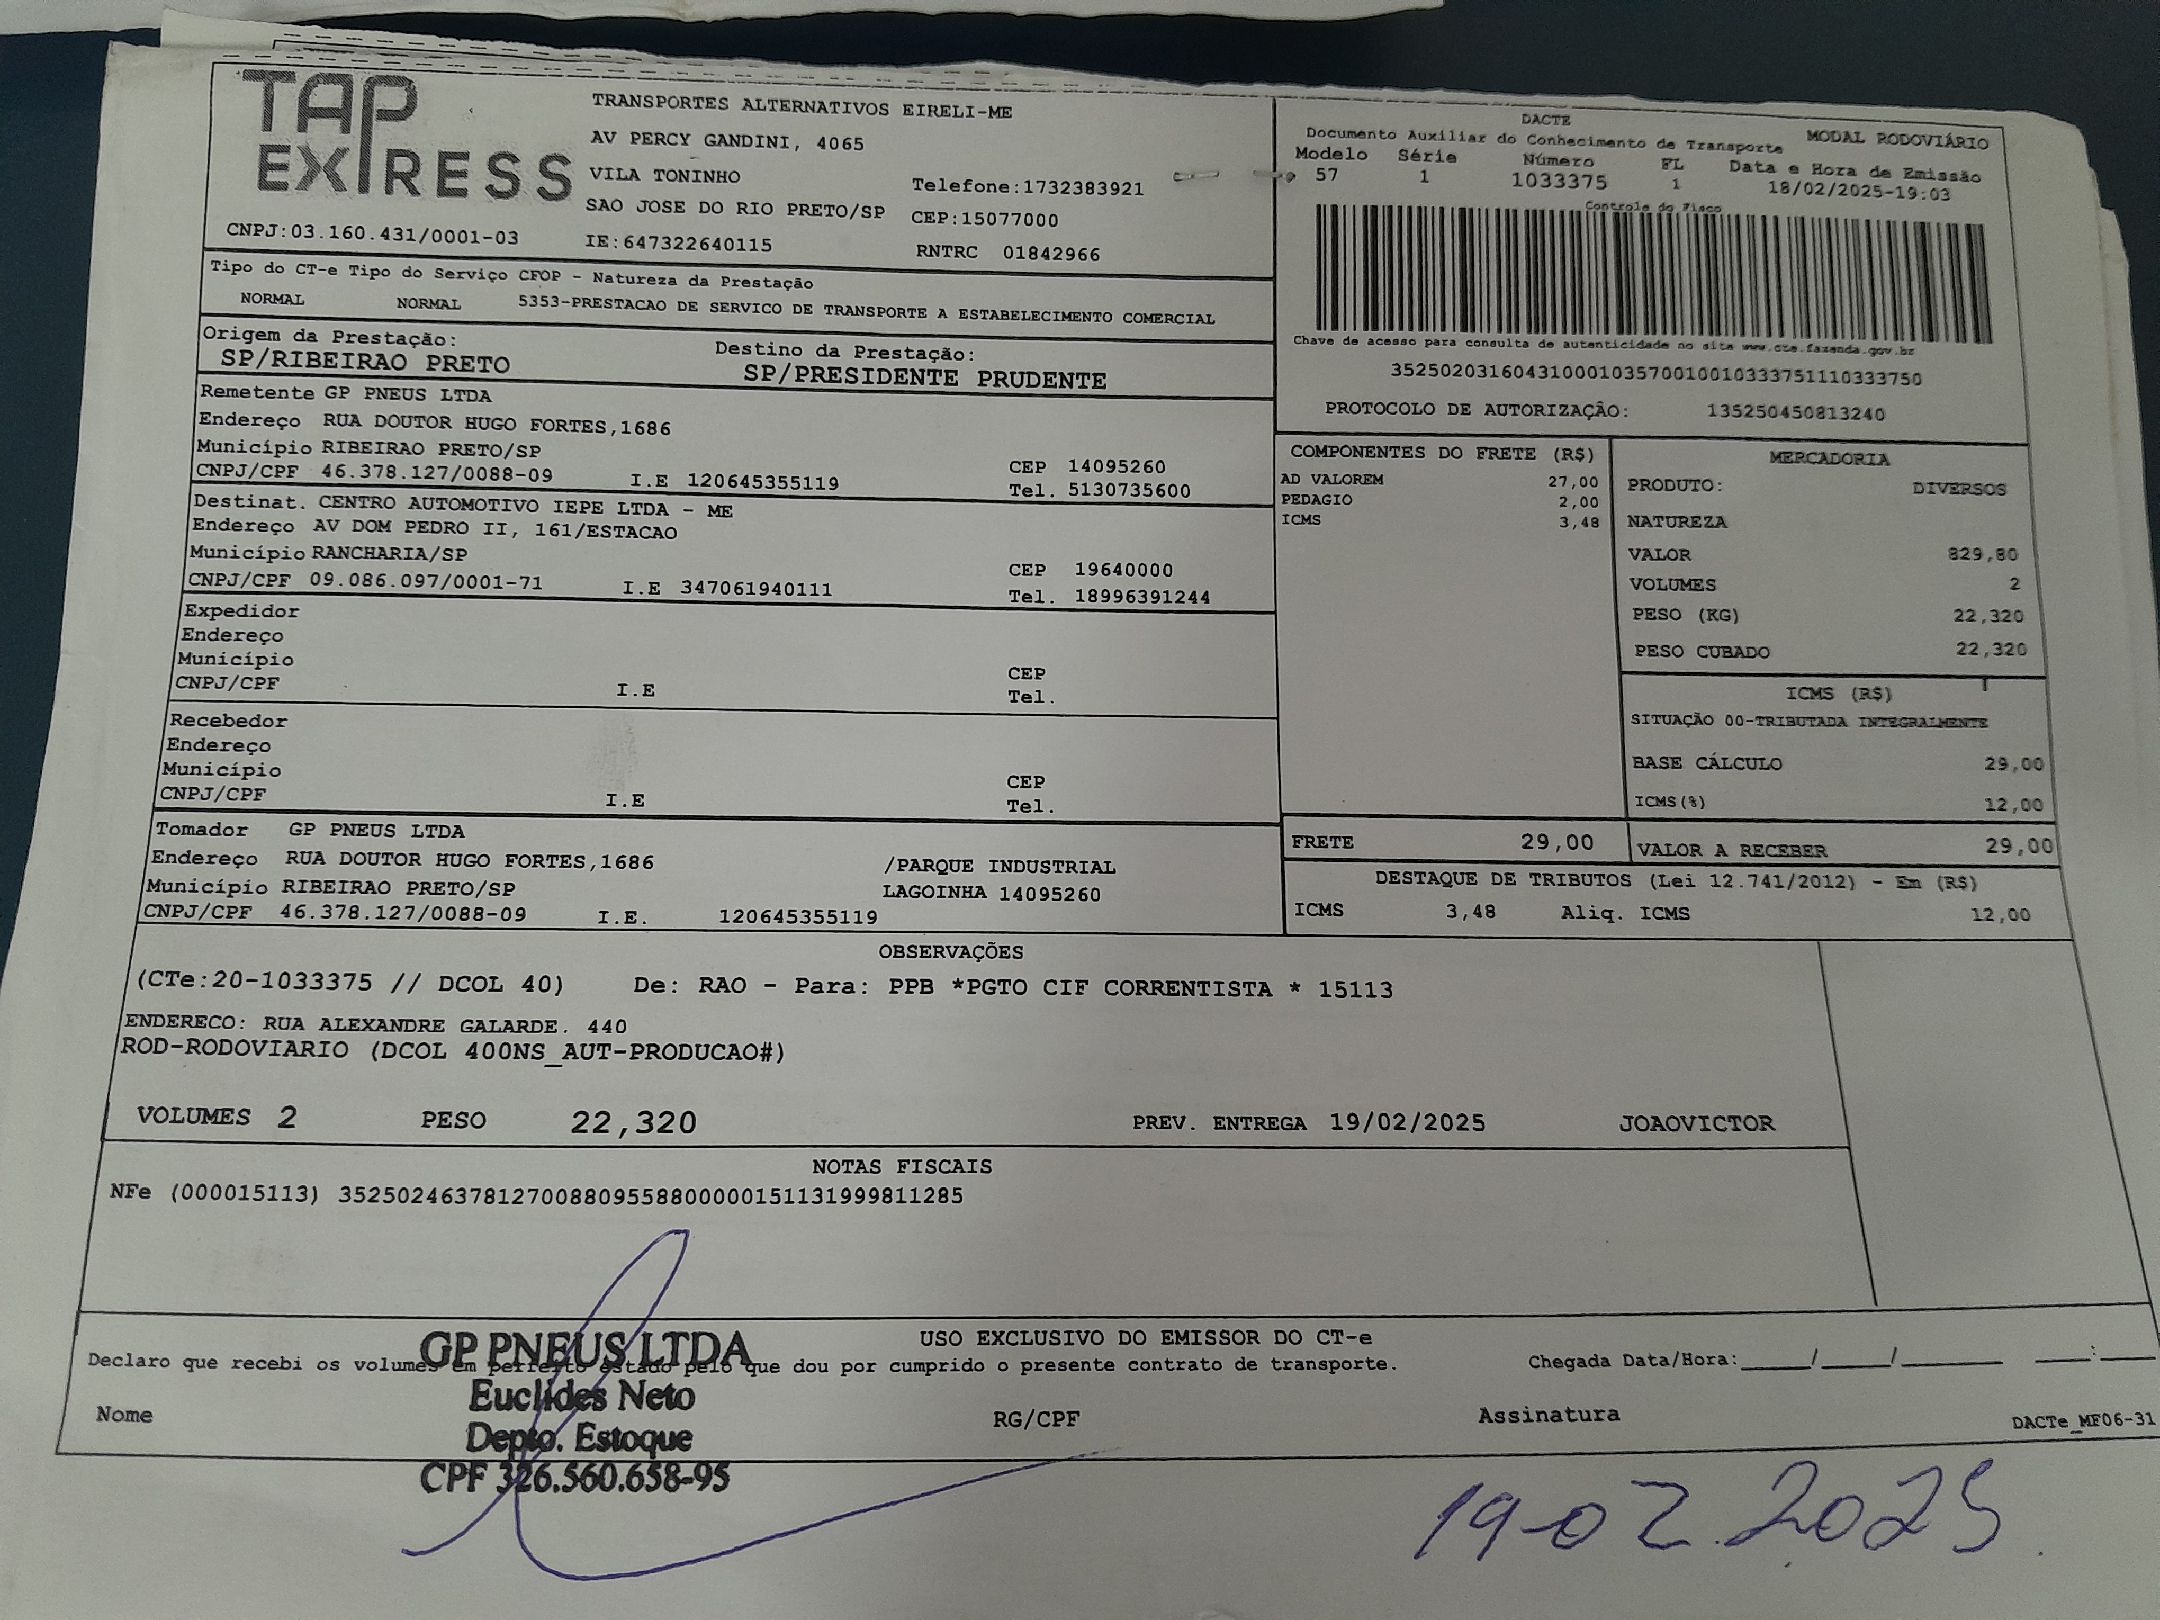 TAP EXPRESS
TRANSPORTES ALTERNATIVOS EIRELI-ME
AV PERCY GANDINI, 4065
VILA TONINHO
Telefone:1732383921
SAO JOSE DO RIO PRETO/SP CEP:15077000
CNPJ:03.160.431/0001-03 IE:647322640115 RNTRC 01842966
DACTE
Documento Auxiliar do Conhecimento de Transporte MODAL RODOVIÁRIO
Modelo Série Número FL Data e Hora de Emissão
57 1 1033375 1 18/02/2025-19:03
Controle do Fisco
Chave de acesso para consulta de autenticidade no site www.cte.fazenda.gov.br
35250203160431000103570010010333751110333750
PROTOCOLO DE AUTORIZAÇÃO: 135250450813240
Tipo do CT-e Tipo do Serviço CFOP - Natureza da Prestação
NORMAL NORMAL 5353-PRESTACAO DE SERVICO DE TRANSPORTE A ESTABELECIMENTO COMERCIAL
Origem da Prestação: Destino da Prestação:
SP/RIBEIRAO PRETO SP/PRESIDENTE PRUDENTE
Remetente GP PNEUS LTDA
Endereço RUA DOUTOR HUGO FORTES,1686
Município RIBEIRAO PRETO/SP CEP 14095260
CNPJ/CPF 46.378.127/0088-09 I.E 120645355119 Tel. 5130735600
Destinat. CENTRO AUTOMOTIVO IEPE LTDA - ME
Endereço AV DOM PEDRO II, 161/ESTACAO
Município RANCHARIA/SP CEP 19640000
CNPJ/CPF 09.086.097/0001-71 I.E 347061940111 Tel. 18996391244
Expedidor
Endereço
Município CEP
CNPJ/CPF I.E Tel.
Recebedor
Endereço
Município CEP
CNPJ/CPF I.E Tel.
Tomador GP PNEUS LTDA
Endereço RUA DOUTOR HUGO FORTES,1686 /PARQUE INDUSTRIAL
Município RIBEIRAO PRETO/SP LAGOINHA 14095260
CNPJ/CPF 46.378.127/0088-09 I.E. 120645355119
COMPONENTES DO FRETE (R$)
AD VALOREM 27,00
PEDAGIO 2,00
ICMS 3,48
MERCADORIA
PRODUTO: DIVERSOS
NATUREZA
VALOR 829,80
VOLUMES 2
PESO (KG) 22,320
PESO CUBADO 22,320
ICMS (R$)
SITUAÇÃO 00-TRIBUTADA INTEGRALMENTE
BASE CÁLCULO 29,00
ICMS(%) 12,00
FRETE 29,00 VALOR A RECEBER 29,00
DESTAQUE DE TRIBUTOS (Lei 12.741/2012) - Em (R$)
ICMS 3,48 Aliq. ICMS 12,00
OBSERVAÇÕES
(CTe:20-1033375 // DCOL 40) De: RAO - Para: PPB *PGTO CIF CORRENTISTA * 15113
ENDERECO: RUA ALEXANDRE GALARDE. 440
ROD-RODOVIARIO (DCOL 400NS_AUT-PRODUCAO#)
VOLUMES 2 PESO 22,320 PREV. ENTREGA 19/02/2025 JOAOVICTOR
NOTAS FISCAIS
NFe (000015113) 35250246378127008809558800000151131999811285
USO EXCLUSIVO DO EMISSOR DO CT-e
Declaro que recebi os volumes em perfeito estado pelo que dou por cumprido o presente contrato de transporte. Chegada Data/Hora:____/____/______ ___:___
Nome RG/CPF Assinatura DACTe_MF06-31
GP PNEUS LTDA
Euclides Neto
Depto. Estoque
CPF 326.560.658-95
19-02.2025.